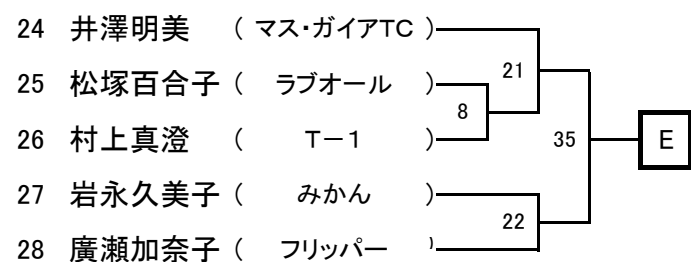 24 井澤明美 ( マス・ガイアTC )
21
25 松塚百合子 ( ラブオール )
8
26 村上真澄 ( T－1 )
35
E
27 岩永久美子 ( みかん )
22
28 廣瀬加奈子 ( フリッパー )